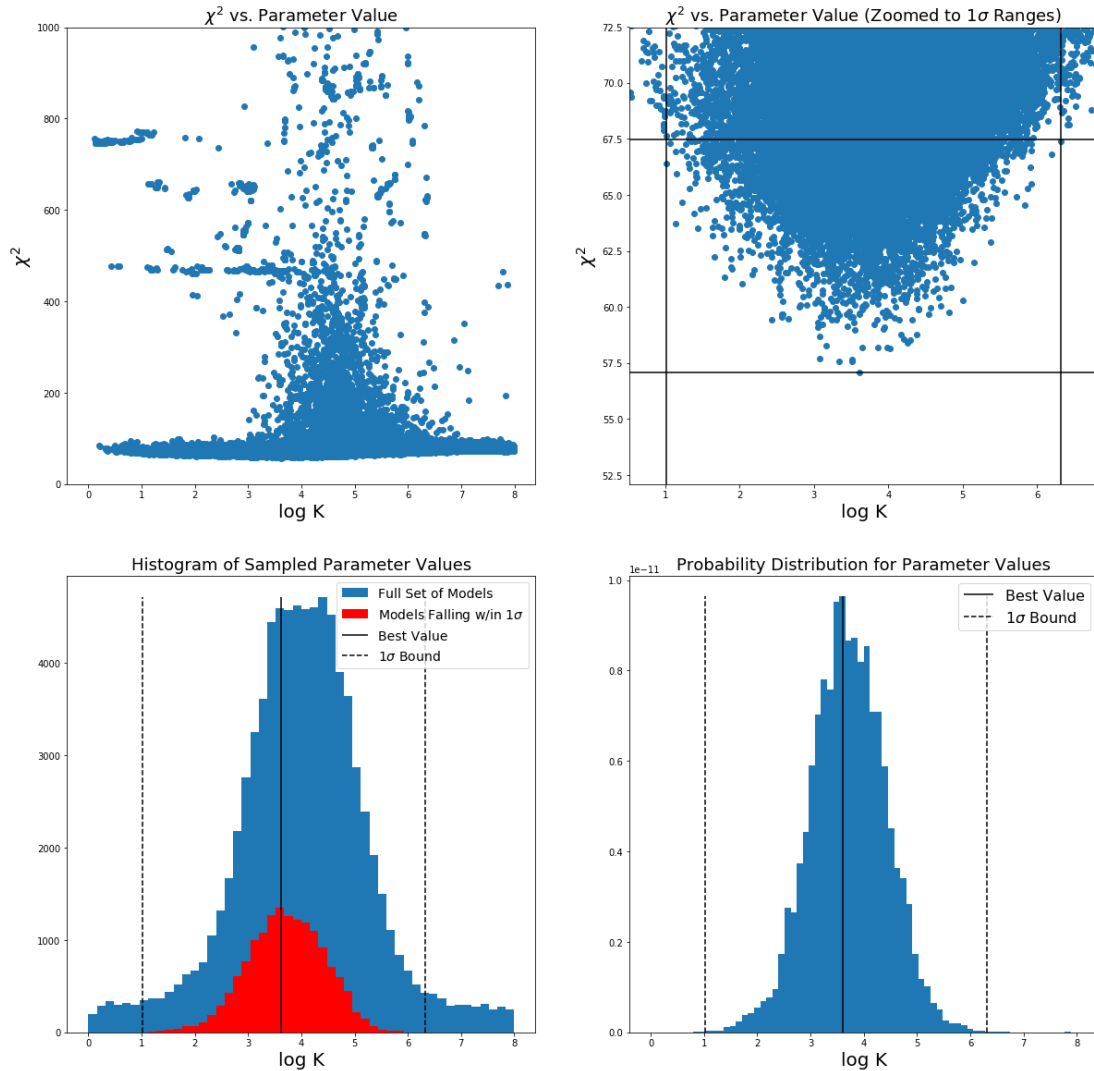 χ² vs. Parameter Value
1000
800
600
400
200
0
χ²
0 1 2 3 4 5 6 7 8
log K
χ² vs. Parameter Value (Zoomed to 1σ Ranges)
72.5
70.0
67.5
65.0
62.5
60.0
57.5
55.0
52.5
χ²
1 2 3 4 5 6
log K
Histogram of Sampled Parameter Values
Full Set of Models
Models Falling w/in 1σ
Best Value
1σ Bound
4000
3000
2000
1000
0
0 1 2 3 4 5 6 7 8
log K
Probability Distribution for Parameter Values
1e−11
Best Value
1σ Bound
1.0
0.8
0.6
0.4
0.2
0.0
0 1 2 3 4 5 6 7 8
log K